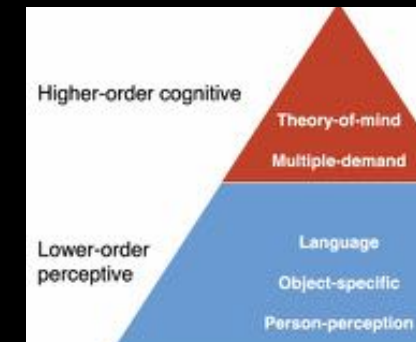 Higher-order cognitive
Theory-of-mind
Multiple-demand
Lower-order
perceptive
Language
Object-specific
Person-perception